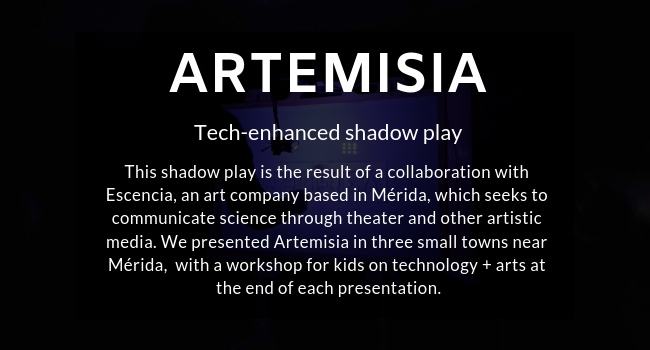 ARTEMISIA
Tech-enhanced shadow play
This shadow play is the result of a collaboration with
Escencia, an art company based in Mérida, which seeks to
communicate science through theater and other artistic
media. We presented Artemisia in three small towns near
Mérida,  with a workshop for kids on technology + arts at
the end of each presentation.